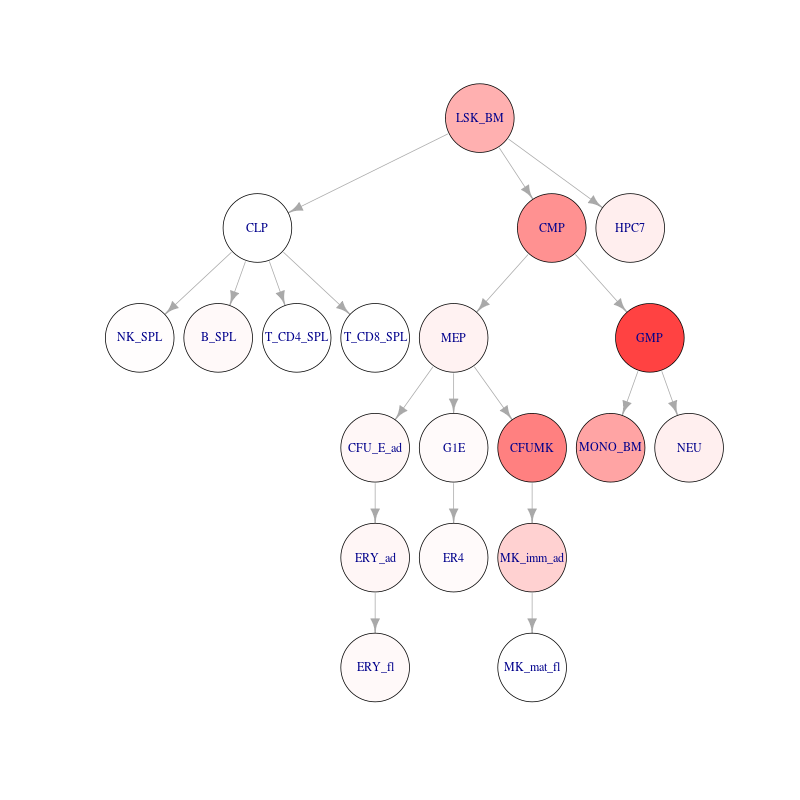 LSK_BM
CLP
CMP
HPC7
NK_SPL
B_SPL
T_CD4_SPL
T_CD8_SPL
MEP
GMP
CFU_E_ad
G1E
CFUMK
MONO_BM
NEU
ERY_ad
ER4
MK_imm_ad
ERY_fl
MK_mat_fl